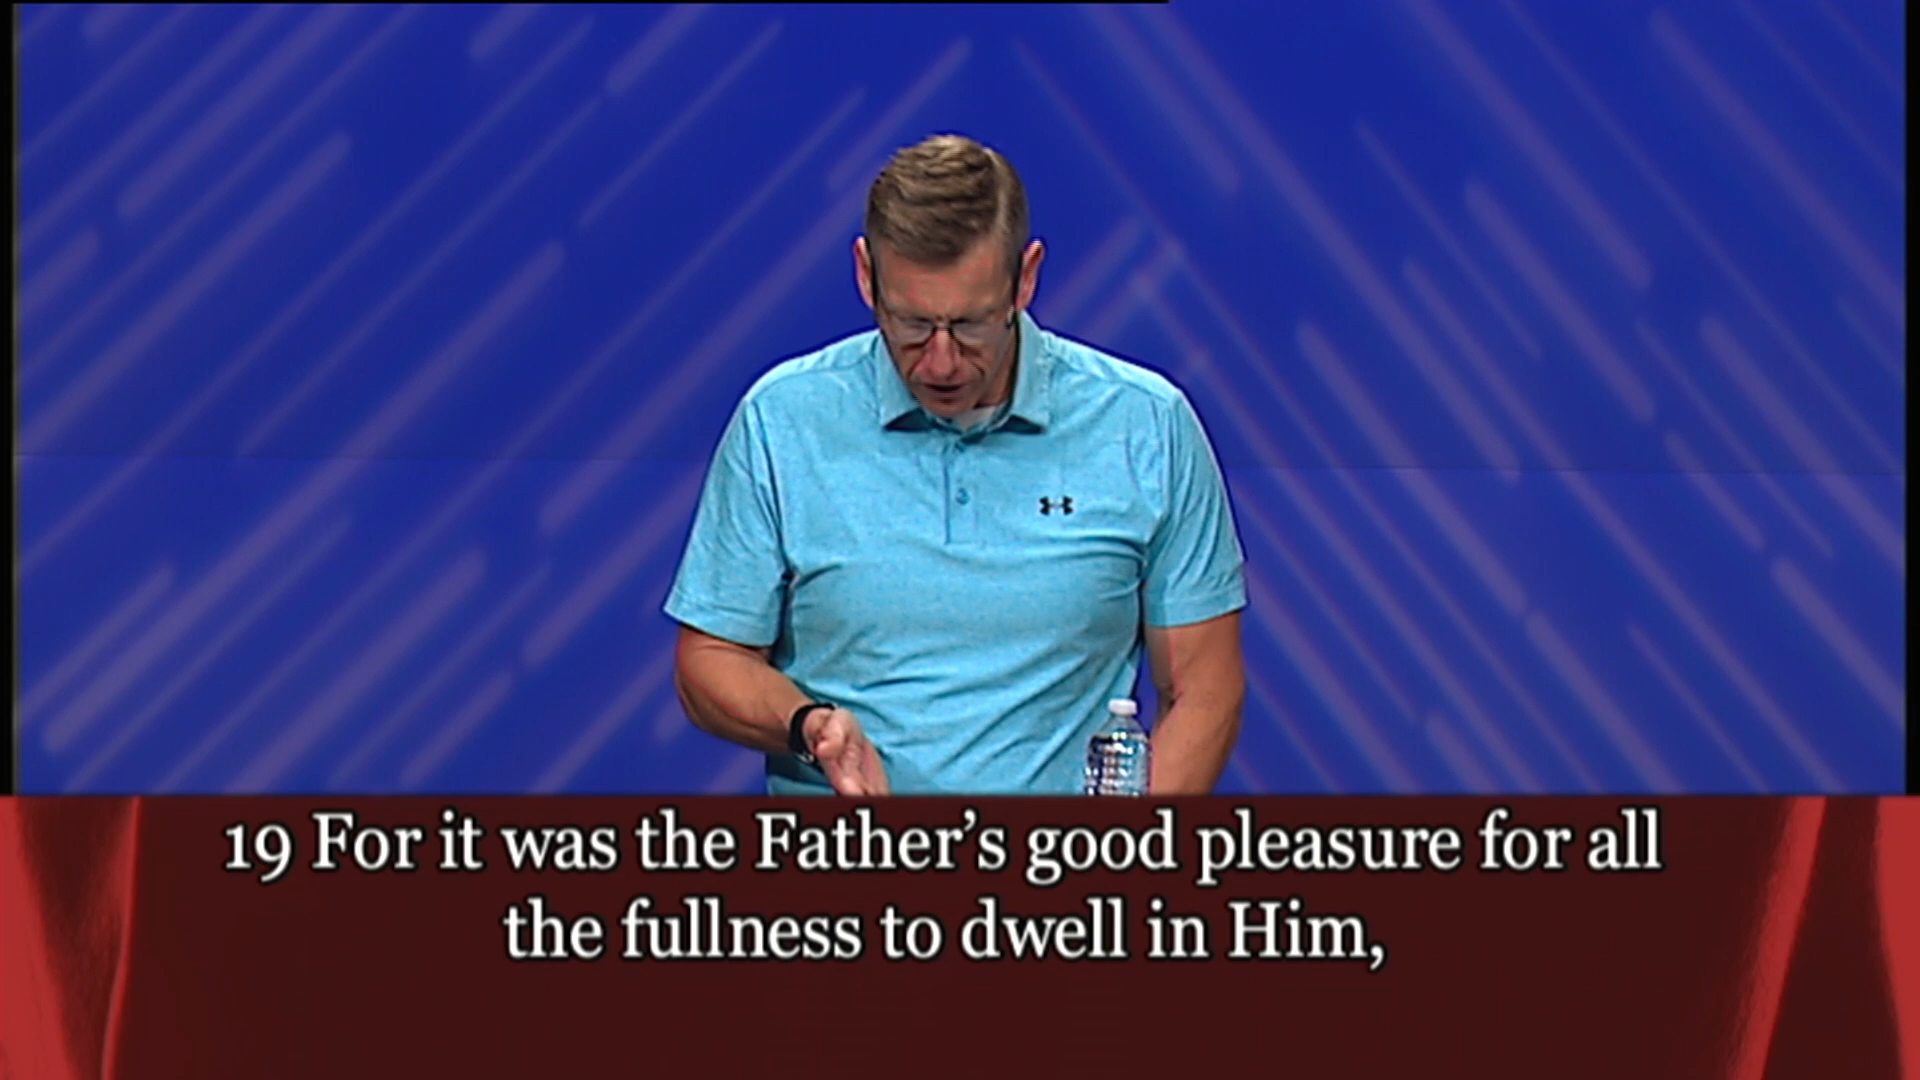 19 For it was the Father’s good pleasure for all
the fullness to dwell in Him,